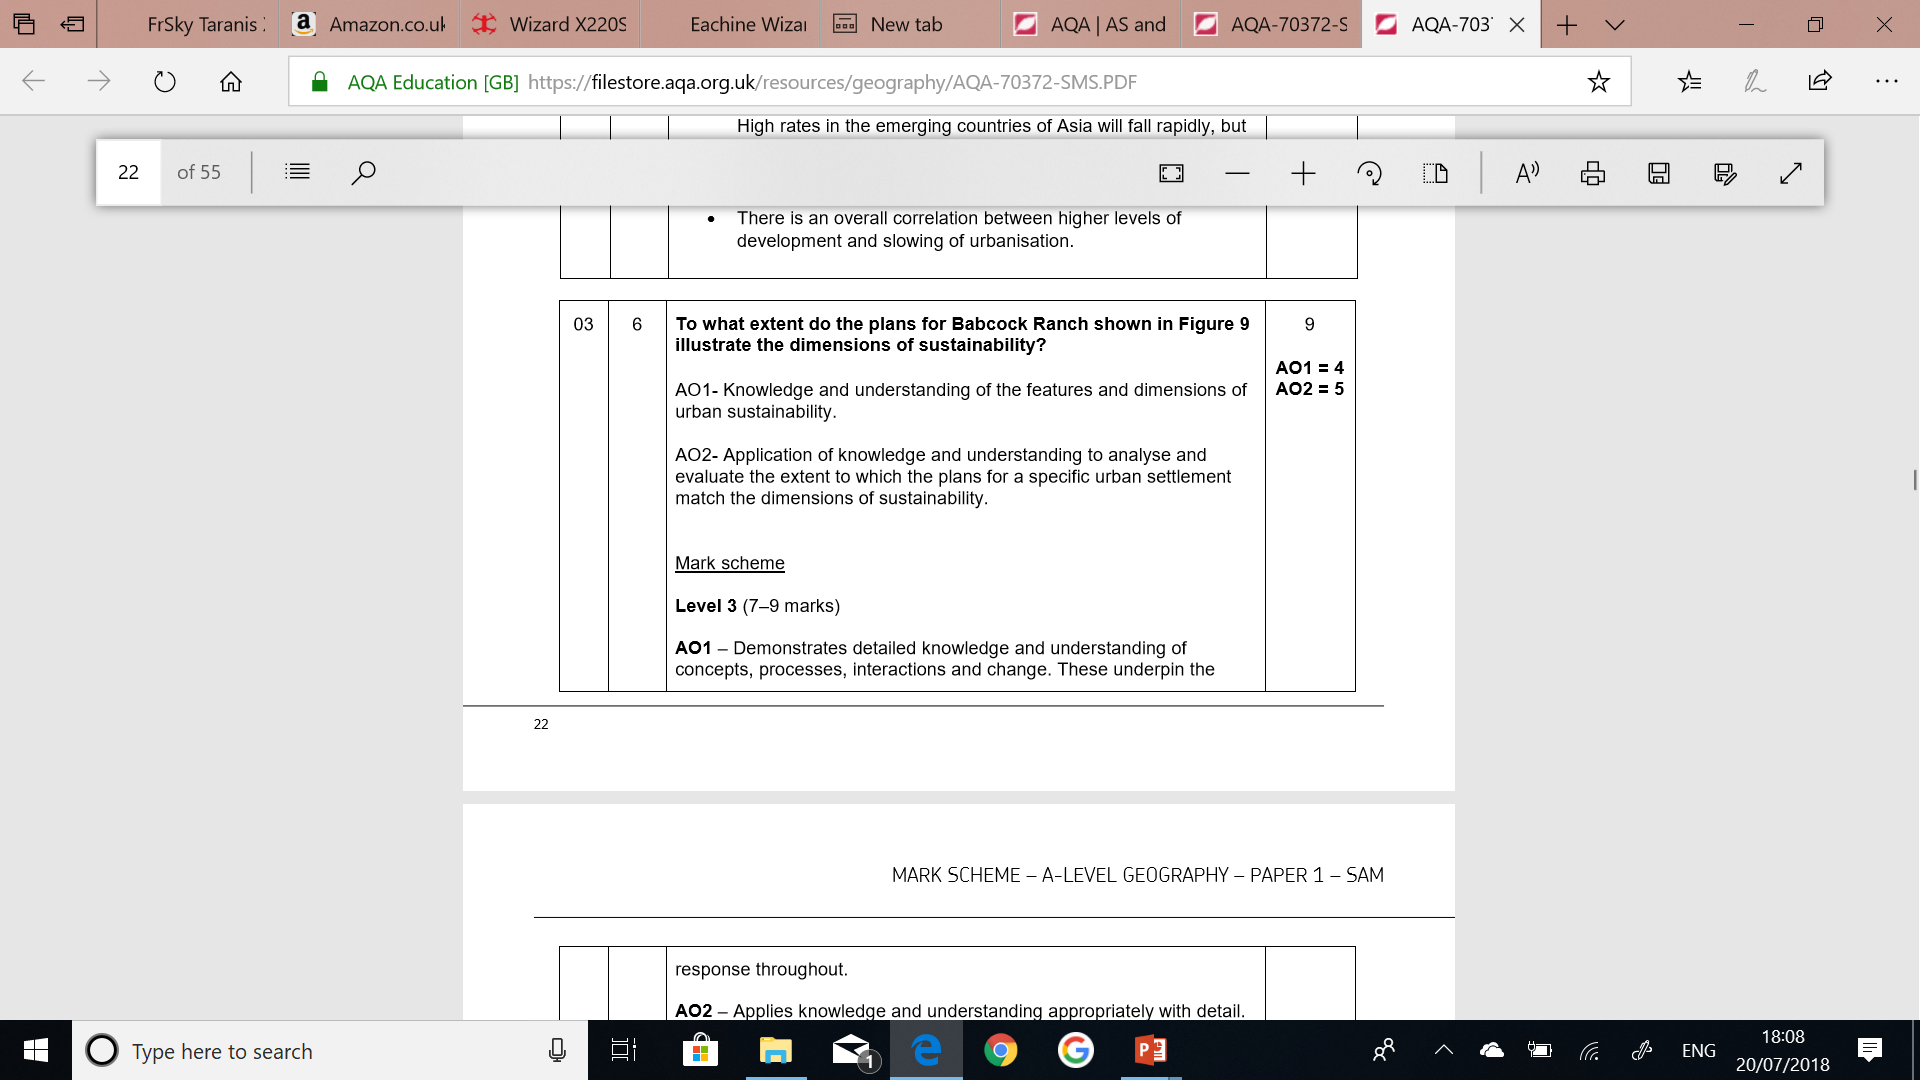 FrSky Taranis
Amazon.co.uk
Wizard X220S
Eachine Wizar
New tab
AQA | AS and
AQA-70372-S
AQA-703
AQA Education [GB] https://filestore.aqa.org.uk/resources/geography/AQA-70372-SMS.PDF
High rates in the emerging countries of Asia will fall rapidly, but
22 of 55
• There is an overall correlation between higher levels of
development and slowing of urbanisation.
03 6 To what extent do the plans for Babcock Ranch shown in Figure 9 9
illustrate the dimensions of sustainability?
AO1 = 4
AO1- Knowledge and understanding of the features and dimensions of AO2 = 5
urban sustainability.
AO2- Application of knowledge and understanding to analyse and
evaluate the extent to which the plans for a specific urban settlement
match the dimensions of sustainability.
Mark scheme
Level 3 (7–9 marks)
AO1 – Demonstrates detailed knowledge and understanding of
concepts, processes, interactions and change. These underpin the
22
MARK SCHEME – A-LEVEL GEOGRAPHY – PAPER 1 – SAM
response throughout.
AO2 – Applies knowledge and understanding appropriately with detail.
Type here to search
1
ENG
18:08
20/07/2018